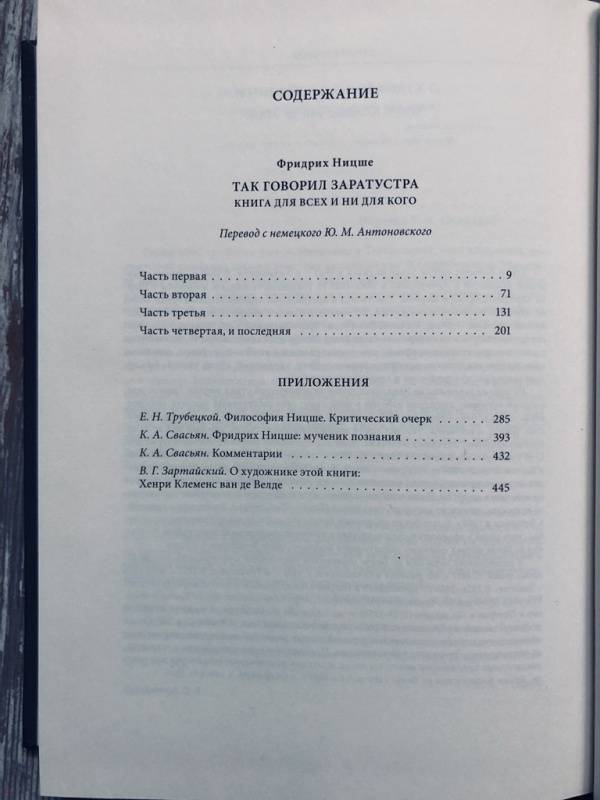 СОДЕРЖАНИЕ
Фридрих Ницше
ТАК ГОВОРИЛ ЗАРАТУСТРА
КНИГА ДЛЯ ВСЕХ И НИ ДЛЯ КОГО
Перевод с немецкого Ю. М. Антоновского
Часть первая . . . . . . . . . . . . . . . . . . . . . . . . . . . . . . 9
Часть вторая . . . . . . . . . . . . . . . . . . . . . . . . . . . . . . 71
Часть третья . . . . . . . . . . . . . . . . . . . . . . . . . . . . . . 131
Часть четвертая, и последняя . . . . . . . . . . . . . . . . . . . . 201
ПРИЛОЖЕНИЯ
Е. Н. Трубецкой. Философия Ницше. Критический очерк . . . . . . 285
К. А. Свасьян. Фридрих Ницше: мученик познания . . . . . . . . . 393
К. А. Свасьян. Комментарии . . . . . . . . . . . . . . . . . . . . . 432
В. Г. Зартайский. О художнике этой книги:
Хенри Клеменс ван де Велде . . . . . . . . . . . . . . . . . . . . . 445